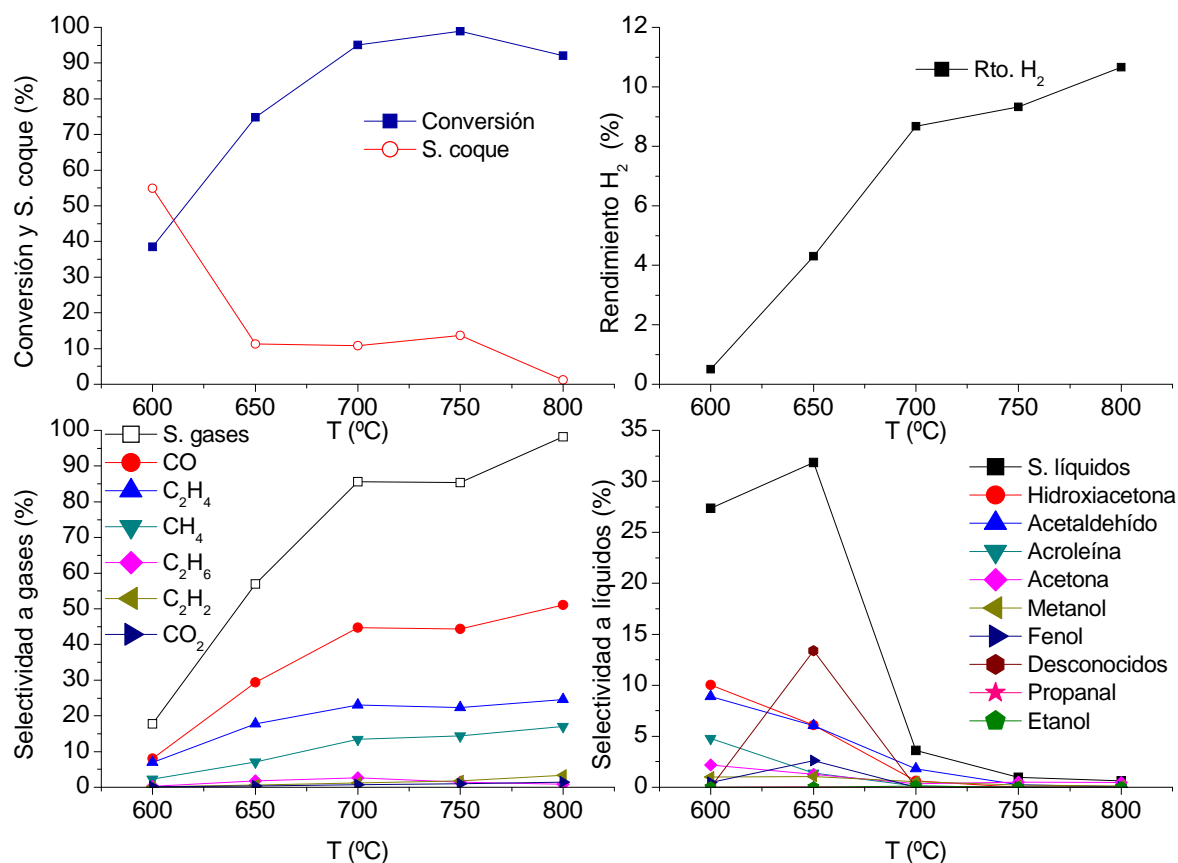 Conversión y S. coque (%)
100
90
80
70
60
50
40
30
20
10
0
Conversión
S. coque
600 650 700 750 800
T (ºC)
Rendimiento H2 (%)
12
10
8
6
4
2
0
Rto. H2
600 650 700 750 800
T (ºC)
Selectividad a gases (%)
100
90
80
70
60
50
40
30
20
10
0
S. gases
CO
C2H4
CH4
C2H6
C2H2
CO2
600 650 700 750 800
T (ºC)
Selectividad a líquidos (%)
35
30
25
20
15
10
5
0
S. líquidos
Hidroxiacetona
Acetaldehído
Acroleína
Acetona
Metanol
Fenol
Desconocidos
Propanal
Etanol
600 650 700 750 800
T (ºC)